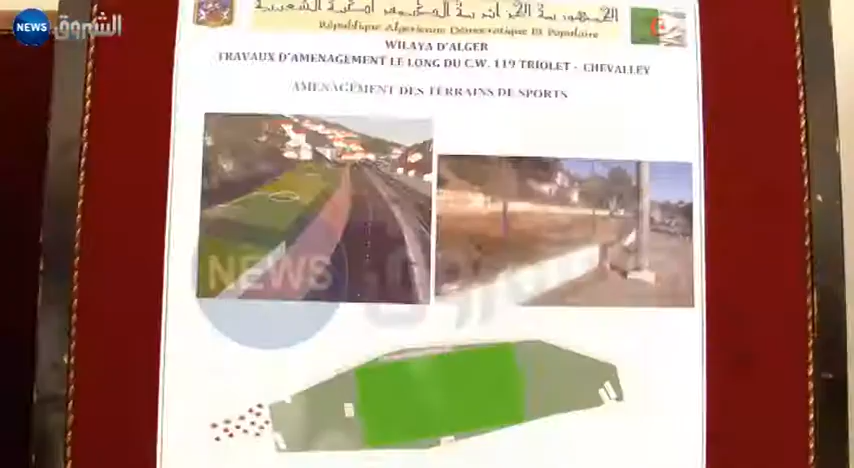 NEWS الشروق
الجمهورية الجزائرية الديمقراطية الشعبية
République Algérienne Démocratique Et Populaire
WILAYA D'ALGER
TRAVAUX D'AMENAGEMENT LE LONG DU C.W. 119 TRIOLET - CHEVALLEY
AMENAGEMENT DES TERRAINS DE SPORTS
NEWS الشروق